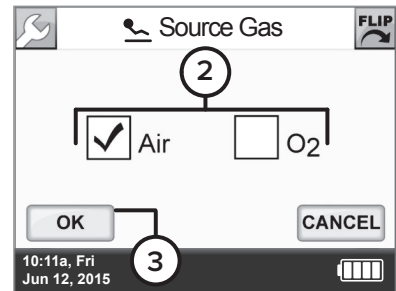 Source Gas
FLIP
2
Air
O2
OK
CANCEL
3
10:11a, Fri
Jun 12, 2015